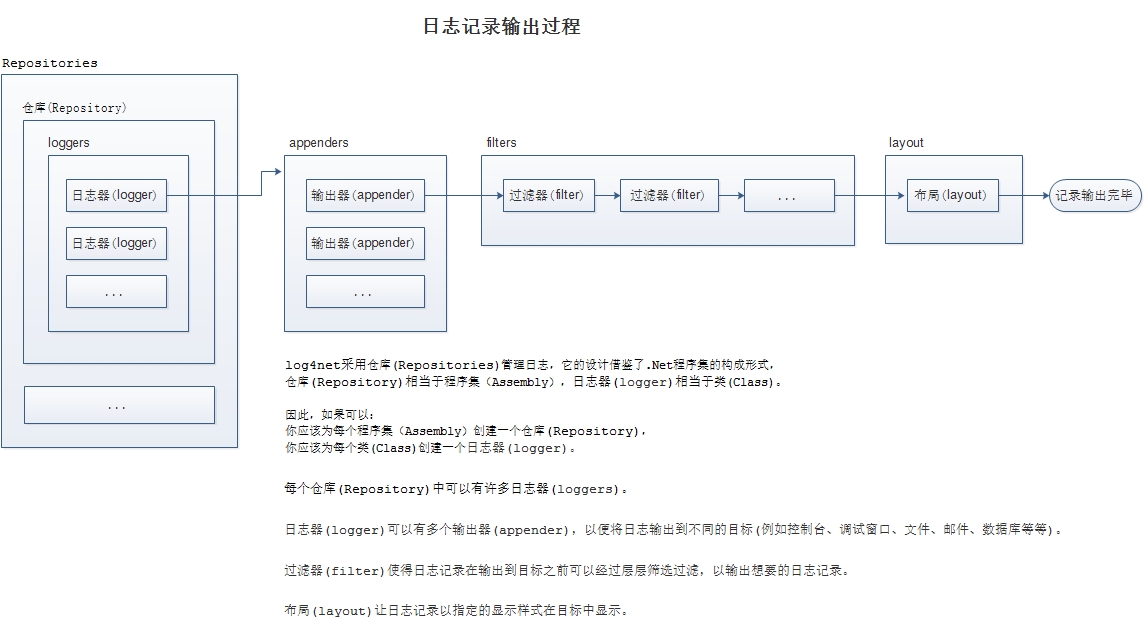 日志记录输出过程
Repositories
仓库(Repository)
loggers
日志器(logger)
日志器(logger)
...
...
appenders
输出器(appender)
输出器(appender)
...
filters
过滤器(filter)
过滤器(filter)
...
layout
布局(layout)
记录输出完毕
log4net采用仓库(Repositories)管理日志，它的设计借鉴了.Net程序集的构成形式，
仓库(Repository)相当于程序集（Assembly），日志器(logger)相当于类(Class)。
因此，如果可以：
你应该为每个程序集（Assembly）创建一个仓库(Repository)，
你应该为每个类(Class)创建一个日志器(logger)。
每个仓库(Repository)中可以有许多日志器(loggers)。
日志器(logger)可以有多个输出器(appender)，以便将日志输出到不同的目标(例如控制台、调试窗口、文件、邮件、数据库等等)。
过滤器(filter)使得日志记录在输出到目标之前可以经过层层筛选过滤，以输出想要的日志记录。
布局(layout)让日志记录以指定的显示样式在目标中显示。